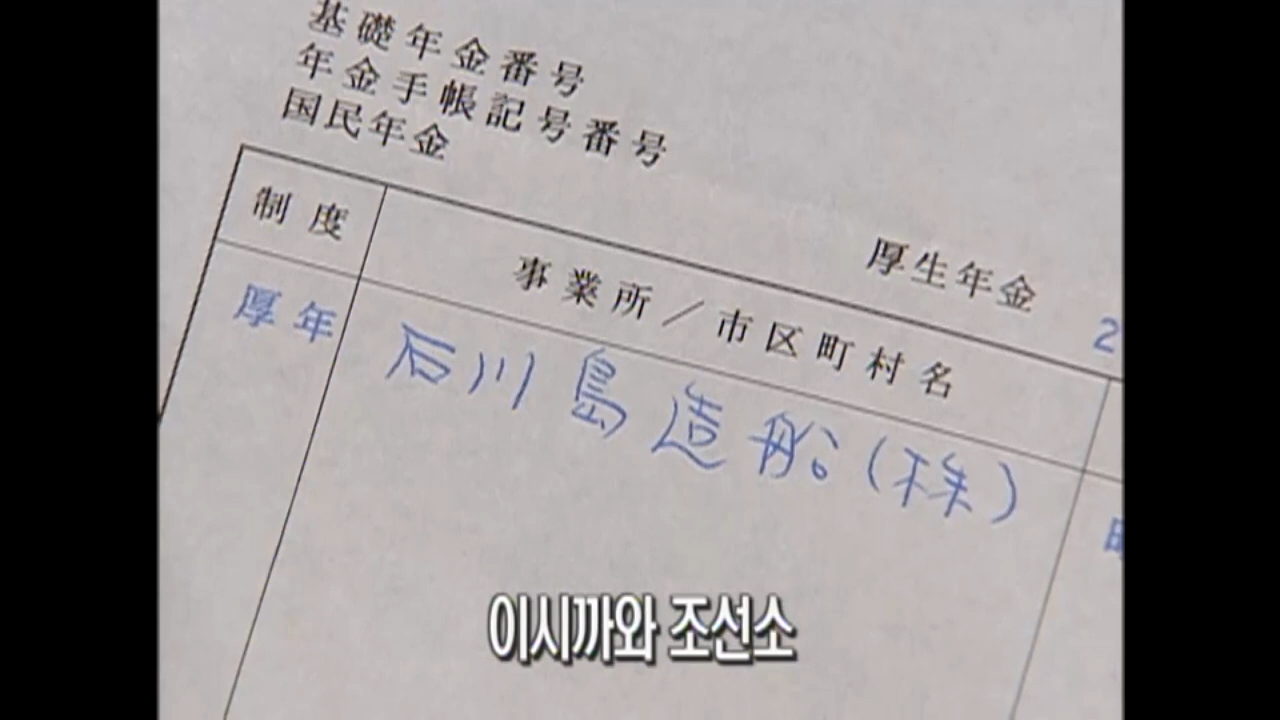 基礎年金番号
年金手帳記号番号
国民年金
厚生年金 2
制度 事業所／市区町村名
厚年 石川島造船(株)
이시까와 조선소